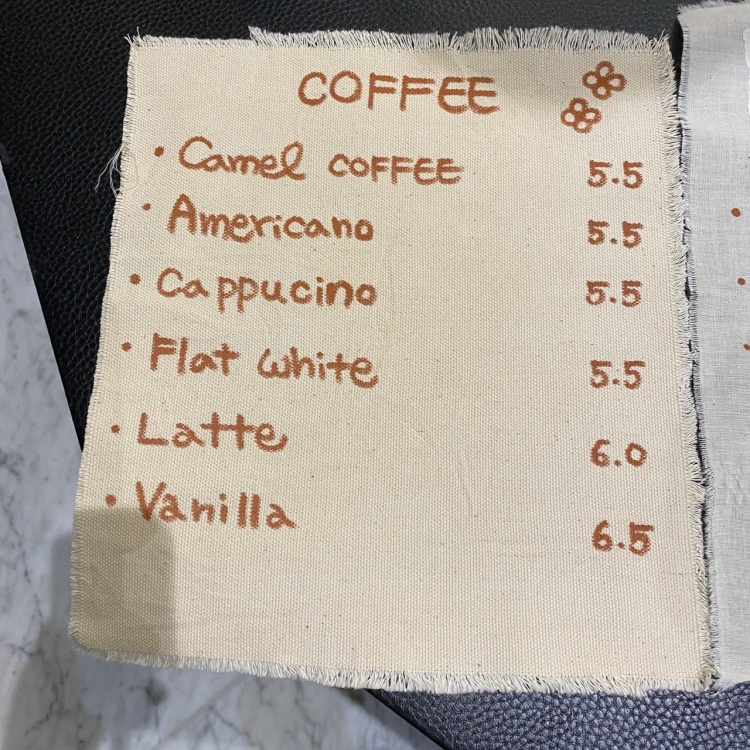 COFFEE
• Camel COFFEE 5.5
• Americano 5.5
• Cappucino 5.5
• Flat white 5.5
• Latte 6.0
• Vanilla 6.5